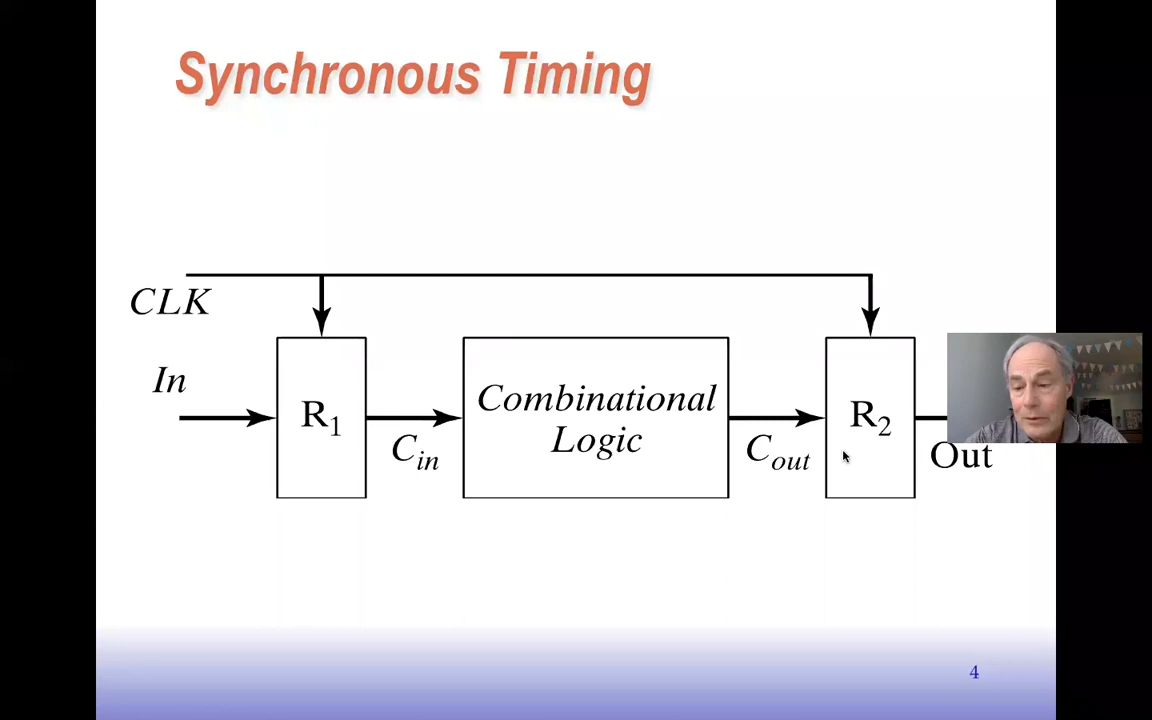 Synchronous Timing
CLK
In
R1
Cin
Combinational
Logic
Cout
R2
Out
4